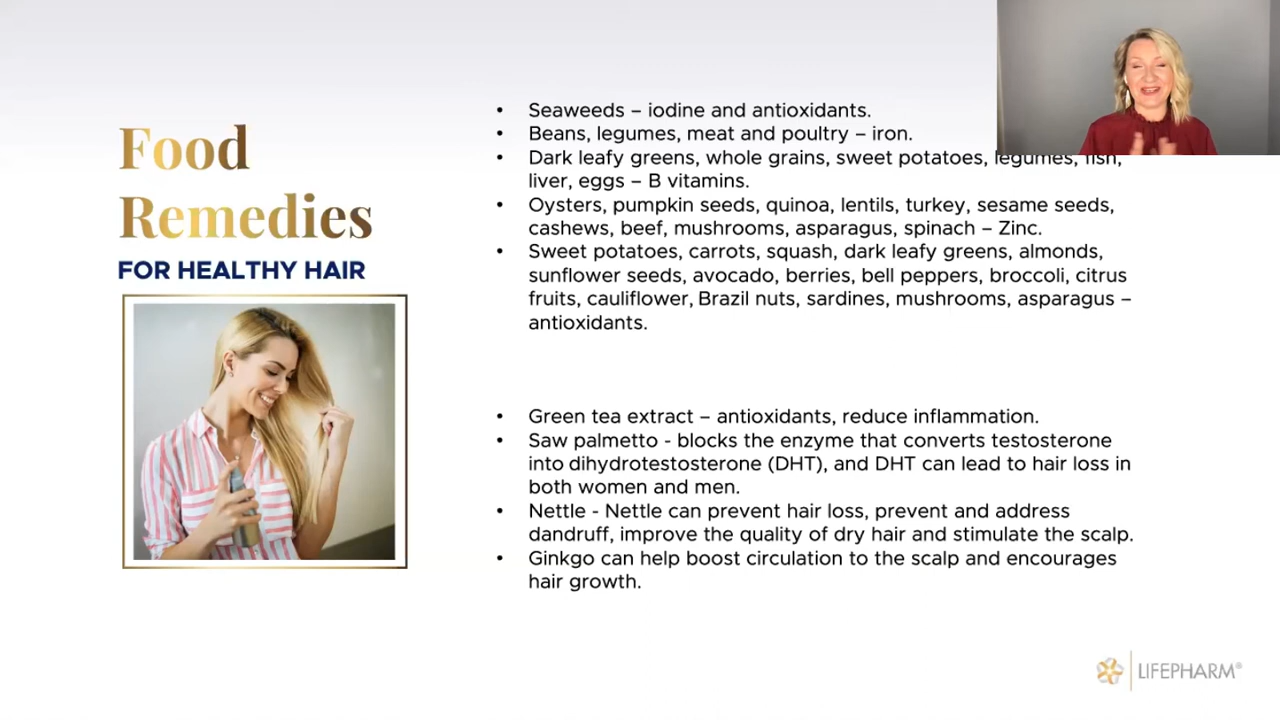 Food
Remedies
FOR HEALTHY HAIR
• Seaweeds – iodine and antioxidants.
• Beans, legumes, meat and poultry – iron.
• Dark leafy greens, whole grains, sweet potatoes, legumes, fish,
liver, eggs – B vitamins.
• Oysters, pumpkin seeds, quinoa, lentils, turkey, sesame seeds,
cashews, beef, mushrooms, asparagus, spinach – Zinc.
• Sweet potatoes, carrots, squash, dark leafy greens, almonds,
sunflower seeds, avocado, berries, bell peppers, broccoli, citrus
fruits, cauliflower, Brazil nuts, sardines, mushrooms, asparagus –
antioxidants.
• Green tea extract – antioxidants, reduce inflammation.
• Saw palmetto - blocks the enzyme that converts testosterone
into dihydrotestosterone (DHT), and DHT can lead to hair loss in
both women and men.
• Nettle - Nettle can prevent hair loss, prevent and address
dandruff, improve the quality of dry hair and stimulate the scalp.
• Ginkgo can help boost circulation to the scalp and encourages
hair growth.
LIFEPHARM®